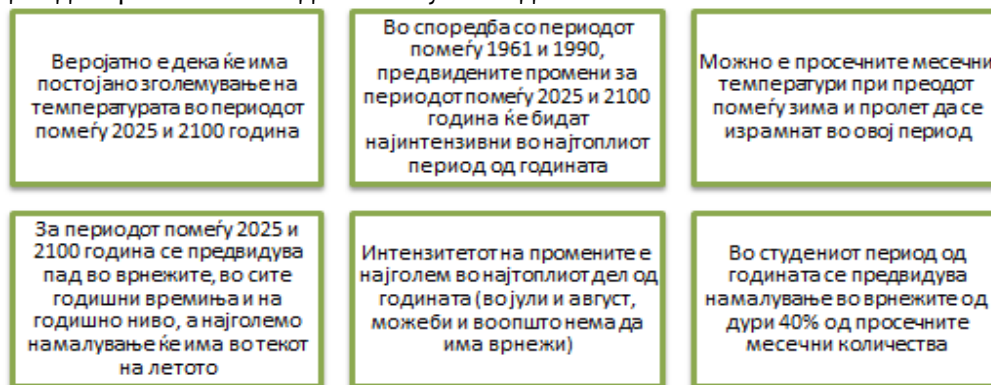 Веројатно е дека ќе има
постојано зголемување на
температурата во периодот
помеѓу 2025 и 2100 година
Во споредба со периодот
помеѓу 1961 и 1990,
предвидените промени за
периодот помеѓу 2025 и 2100
година ќе бидат
најинтензивни во најтоплиот
период од годината
Можно е просечните месечни
температури при преодот
помеѓу зима и пролет да се
израмнат во овој период
За периодот помеѓу 2025 и
2100 година се предвидува
пад во врнежите, во сите
годишни времиња и на
годишно ниво, а најголемо
намалување ќе има во текот
на летото
Интензитетот на промените е
најголем во најтоплиот дел од
годината (во јули и август,
можеби и воопшто нема да
има врнежи)
Во студениот период од
годината се предвидува
намалување во врнежите од
дури 40% од просечните
месечни количества